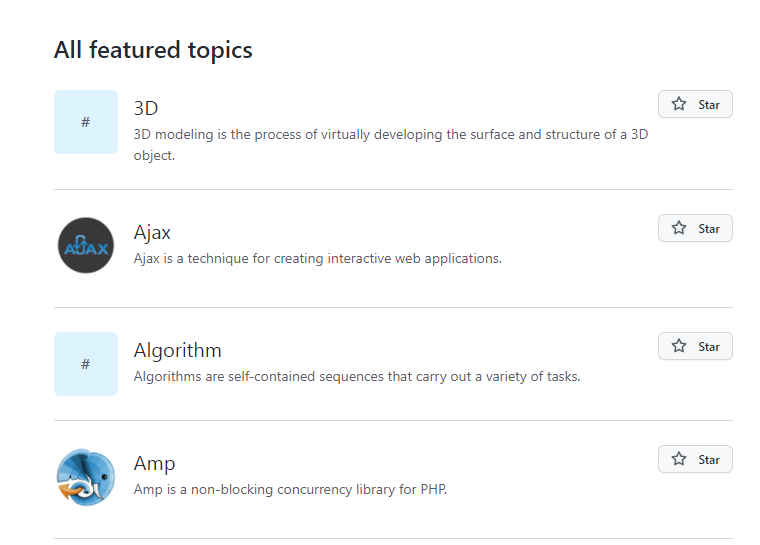 All featured topics
#
3D
Star
3D modeling is the process of virtually developing the surface and structure of a 3D
object.
AJAX
Ajax
Star
Ajax is a technique for creating interactive web applications.
#
Algorithm
Star
Algorithms are self-contained sequences that carry out a variety of tasks.
Amp
Star
Amp is a non-blocking concurrency library for PHP.